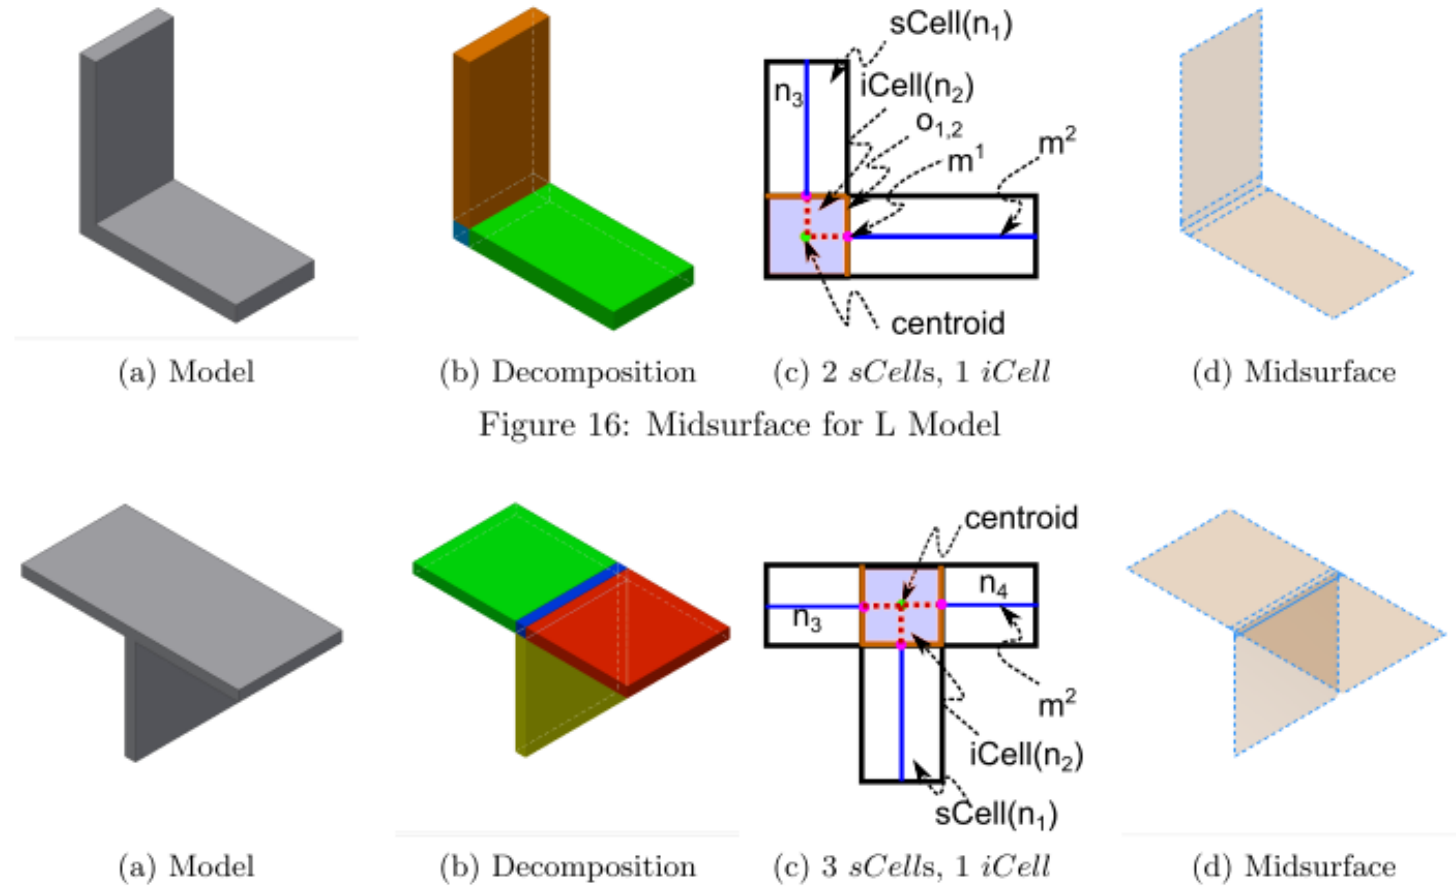 sCell(n₁)
n₃
iCell(n₂)
o₁,₂
m¹
m²
centroid
(a) Model
(b) Decomposition
(c) 2 sCells, 1 iCell
(d) Midsurface
Figure 16: Midsurface for L Model
centroid
n₃
n₄
m²
iCell(n₂)
sCell(n₁)
(a) Model
(b) Decomposition
(c) 3 sCells, 1 iCell
(d) Midsurface